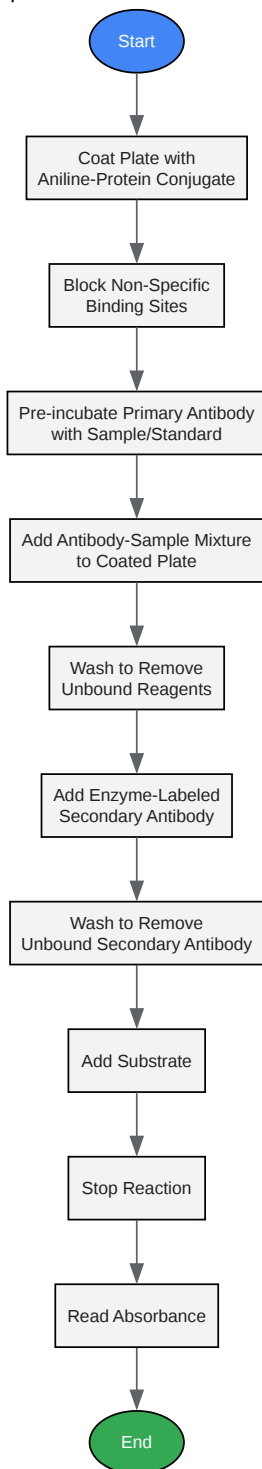 Start
Coat Plate with
Aniline-Protein Conjugate
Block Non-Specific
Binding Sites
Pre-incubate Primary Antibody
with Sample/Standard
Add Antibody-Sample Mixture
to Coated Plate
Wash to Remove
Unbound Reagents
Add Enzyme-Labeled
Secondary Antibody
Wash to Remove
Unbound Secondary Antibody
Add Substrate
Stop Reaction
Read Absorbance
End